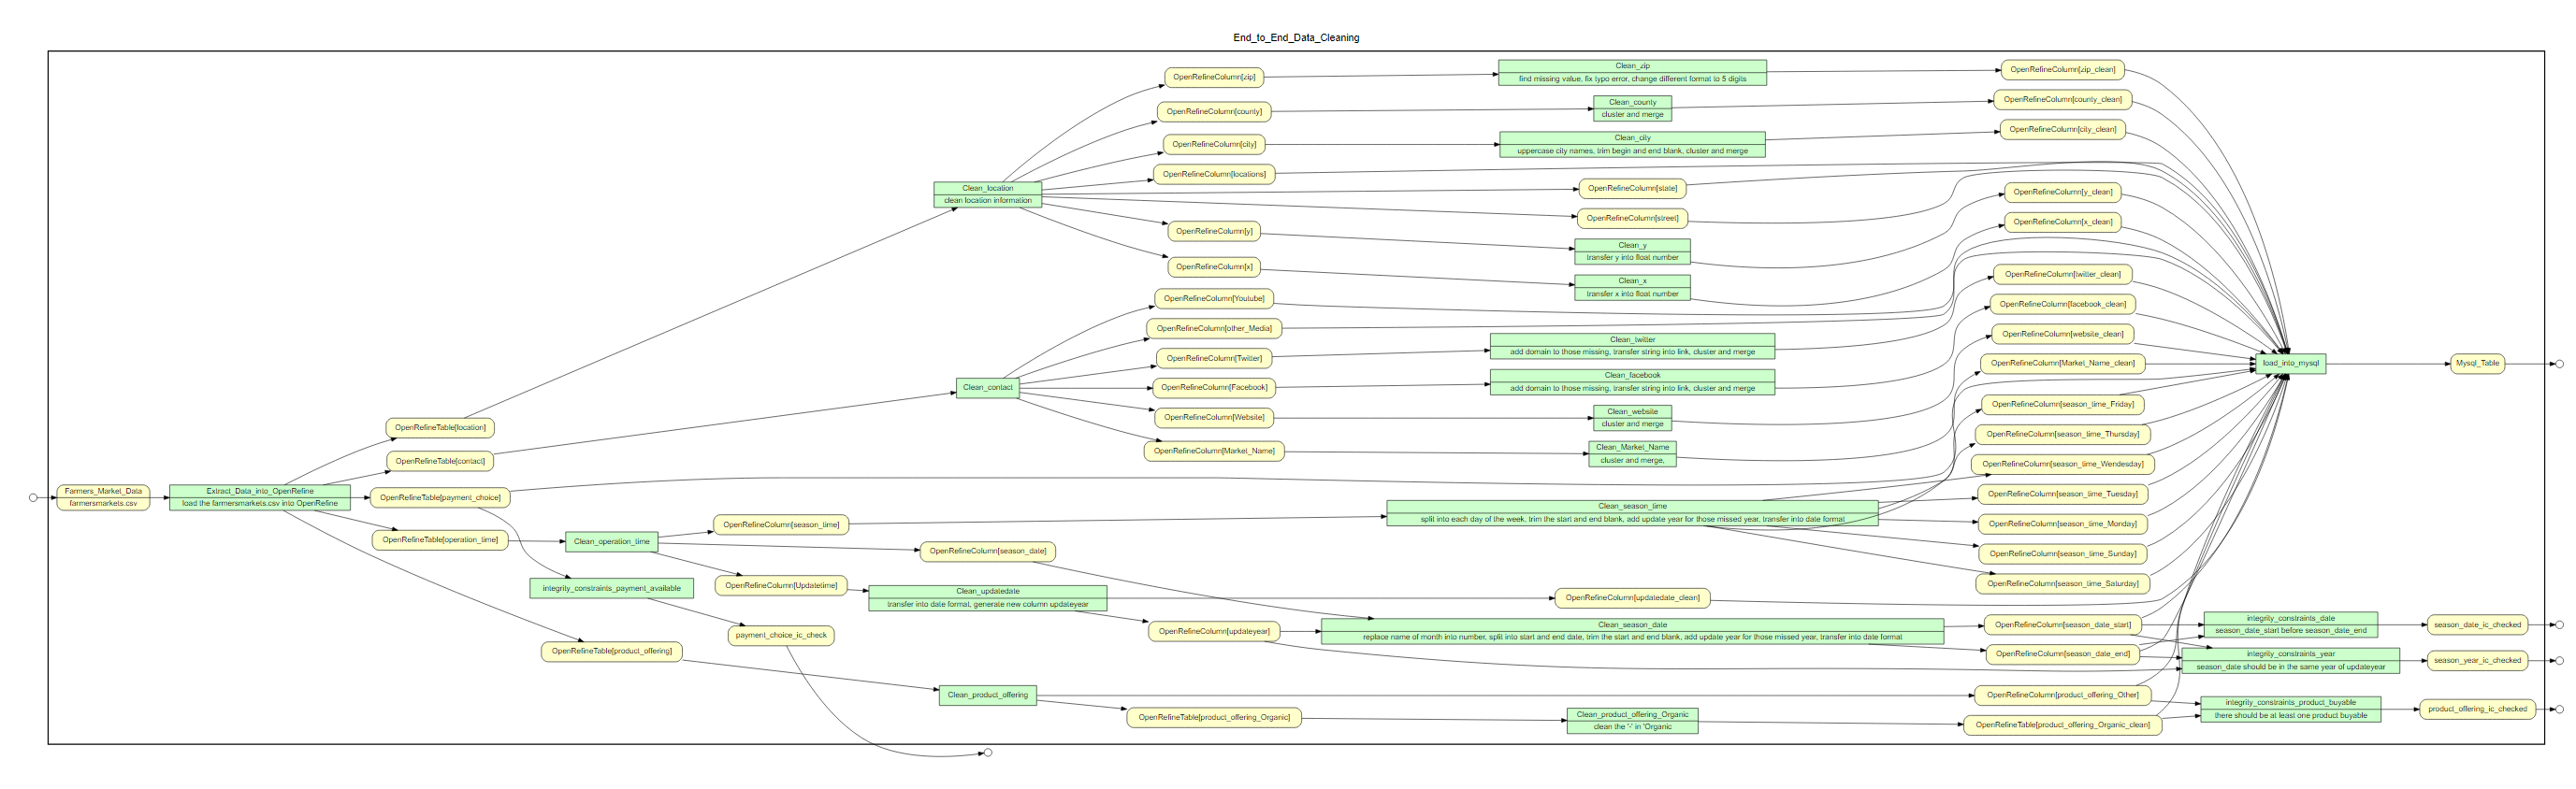 End_to_End_Data_Cleaning
OpenRefineColumn[zip]
Clean_zip
find missing value, fix typo error, change different format to 5 digits
OpenRefineColumn[zip_clean]
OpenRefineColumn[county]
Clean_county
cluster and merge
OpenRefineColumn[county_clean]
OpenRefineColumn[city]
Clean_city
uppercase city names, trim begin and end blank, cluster and merge
OpenRefineColumn[city_clean]
OpenRefineColumn[locations]
Clean_location
clean location information
OpenRefineColumn[state]
OpenRefineColumn[y_clean]
OpenRefineColumn[street]
OpenRefineColumn[x_clean]
OpenRefineColumn[y]
Clean_y
transfer y into float number
OpenRefineColumn[x]
Clean_x
transfer x into float number
OpenRefineColumn[twitter_clean]
OpenRefineColumn[Youtube]
OpenRefineColumn[facebook_clean]
OpenRefineColumn[other_Media]
OpenRefineColumn[website_clean]
Clean_twitter
add domain to those missing, transfer string into link, cluster and merge
OpenRefineColumn[Twitter]
OpenRefineColumn[Market_Name_clean]
load_into_mysql
Mysql_Table
Clean_contact
OpenRefineColumn[Facebook]
Clean_facebook
add domain to those missing, transfer string into link, cluster and merge
OpenRefineColumn[season_time_Friday]
OpenRefineColumn[Website]
Clean_website
cluster and merge
OpenRefineTable[location]
OpenRefineColumn[season_time_Thursday]
OpenRefineColumn[Market_Name]
Clean_Market_Name
cluster and merge,
OpenRefineTable[contact]
OpenRefineColumn[season_time_Wendesday]
Farmers_Market_Data
farmersmarkets.csv
Extract_Data_into_OpenRefine
load the farmersmarkets.csv into OpenRefine
OpenRefineTable[payment_choice]
OpenRefineColumn[season_time_Tuesday]
Clean_season_time
split into each day of the week, trim the start and end blank, add update year for those missed year, transfer into date format
OpenRefineColumn[season_time]
OpenRefineColumn[season_time_Monday]
OpenRefineTable[operation_time]
Clean_operation_time
OpenRefineColumn[season_date]
OpenRefineColumn[season_time_Sunday]
OpenRefineColumn[season_time_Saturday]
integrity_constraints_payment_available
OpenRefineColumn[Updatetime]
Clean_updatedate
transfer into date format, generate new column updateyear
OpenRefineColumn[updatedate_clean]
payment_choice_ic_check
OpenRefineColumn[updateyear]
Clean_season_date
replace name of month into number, split into start and end date, trim the start and end blank, add update year for those missed year, transfer into date format
OpenRefineColumn[season_date_start]
integrity_constraints_date
season_date_start before season_date_end
season_date_ic_checked
OpenRefineTable[product_offering]
OpenRefineColumn[season_date_end]
integrity_constraints_year
season_date should be in the same year of updateyear
season_year_ic_checked
Clean_product_offering
OpenRefineColumn[product_offering_Other]
integrity_constraints_product_buyable
there should be at least one product buyable
product_offering_ic_checked
OpenRefineTable[product_offering_Organic]
Clean_product_offering_Organic
clean the '-' in 'Organic
OpenRefineTable[product_offering_Organic_clean]